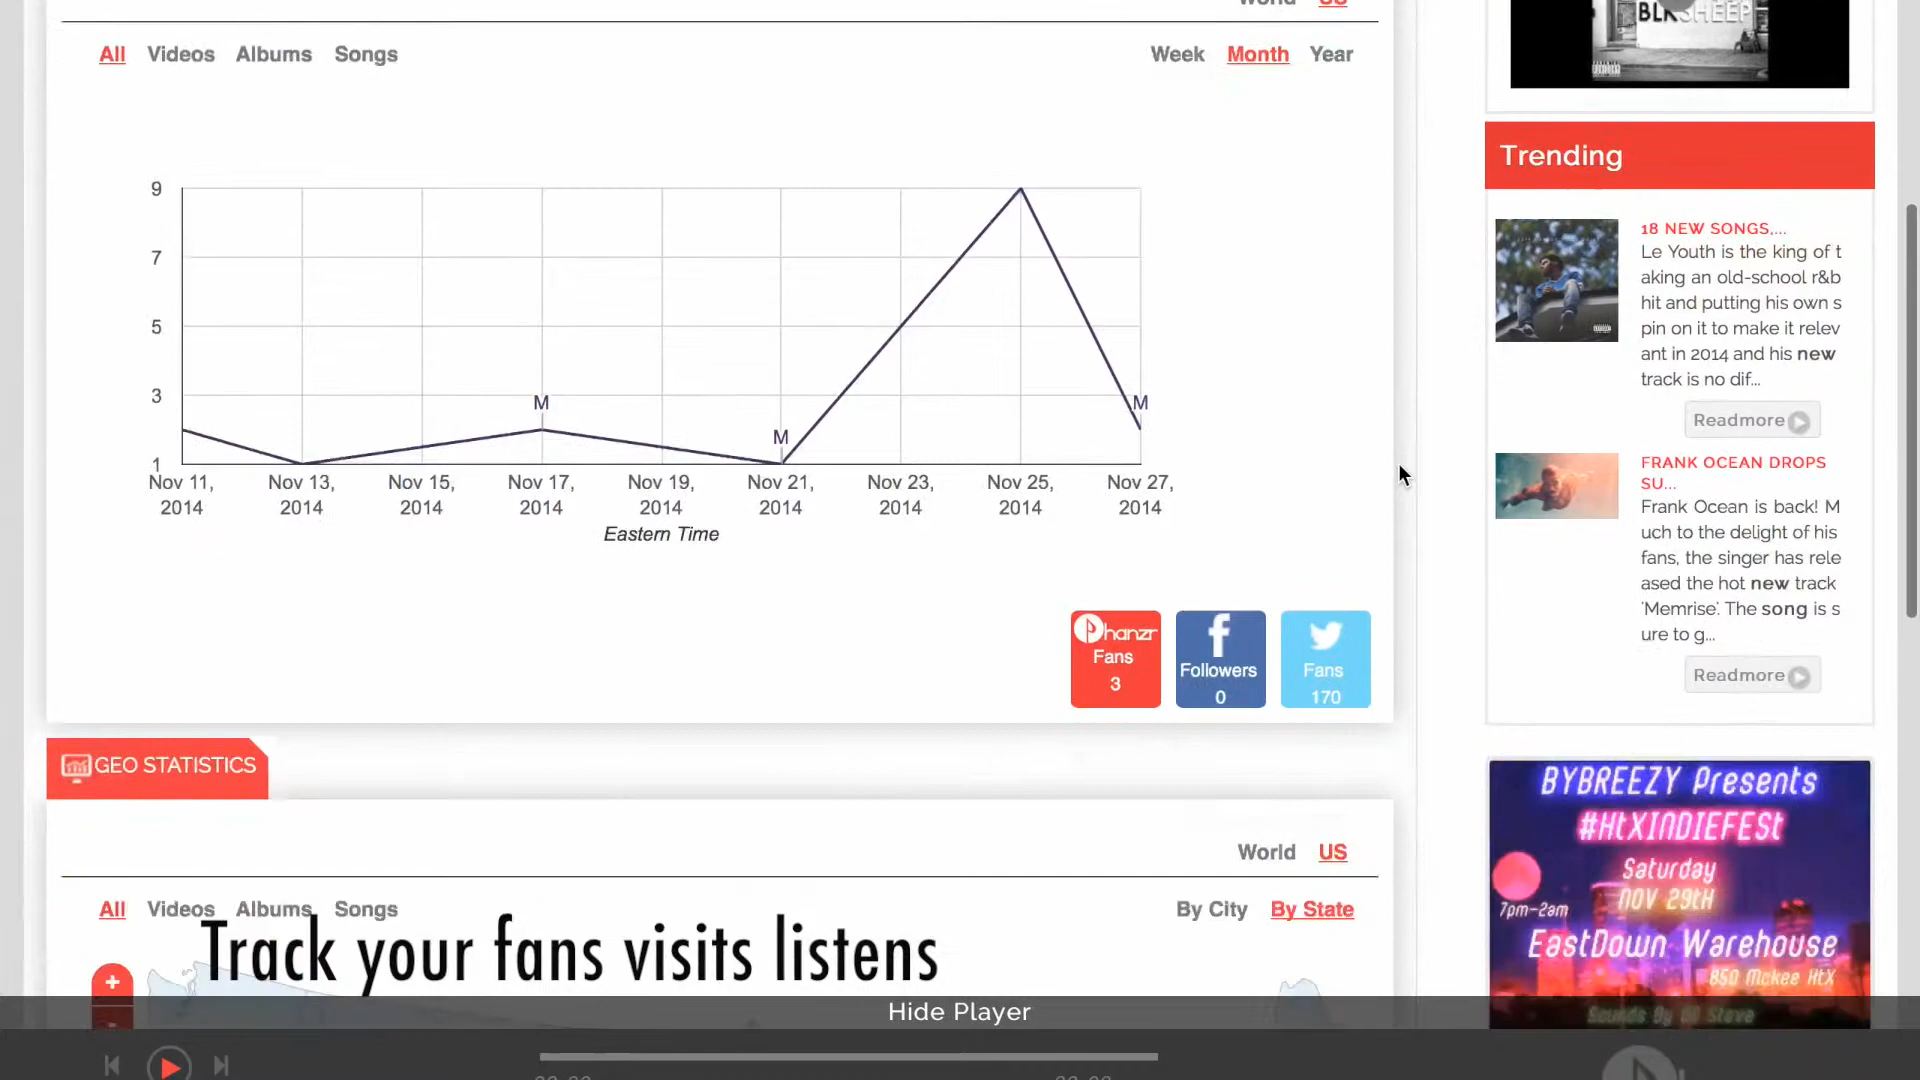 World US
All Videos Albums Songs
Week Month Year
9
7
5
3
1
M
M
M
Nov 11, 2014
Nov 13, 2014
Nov 15, 2014
Nov 17, 2014
Nov 19, 2014
Nov 21, 2014
Nov 23, 2014
Nov 25, 2014
Nov 27, 2014
Eastern Time
Phanzr
Fans
3
Followers
0
Fans
170
GEO STATISTICS
World US
All Videos Albums Songs
By City By State
Track your fans visits listens
Hide Player
BLKSHEEP
Trending
18 NEW SONGS,...
Le Youth is the king of t
aking an old-school r&b
hit and putting his own s
pin on it to make it relev
ant in 2014 and his new
track is no dif...
Readmore
FRANK OCEAN DROPS
SU...
Frank Ocean is back! M
uch to the delight of his
fans, the singer has rele
ased the hot new track
'Memrise'. The song is s
ure to g...
Readmore
BYBREEZY Presents
#HtXINDIEFESt
Saturday
NOV 29tH
7pm-2am
EastDown Warehouse
850 Mckee HtX